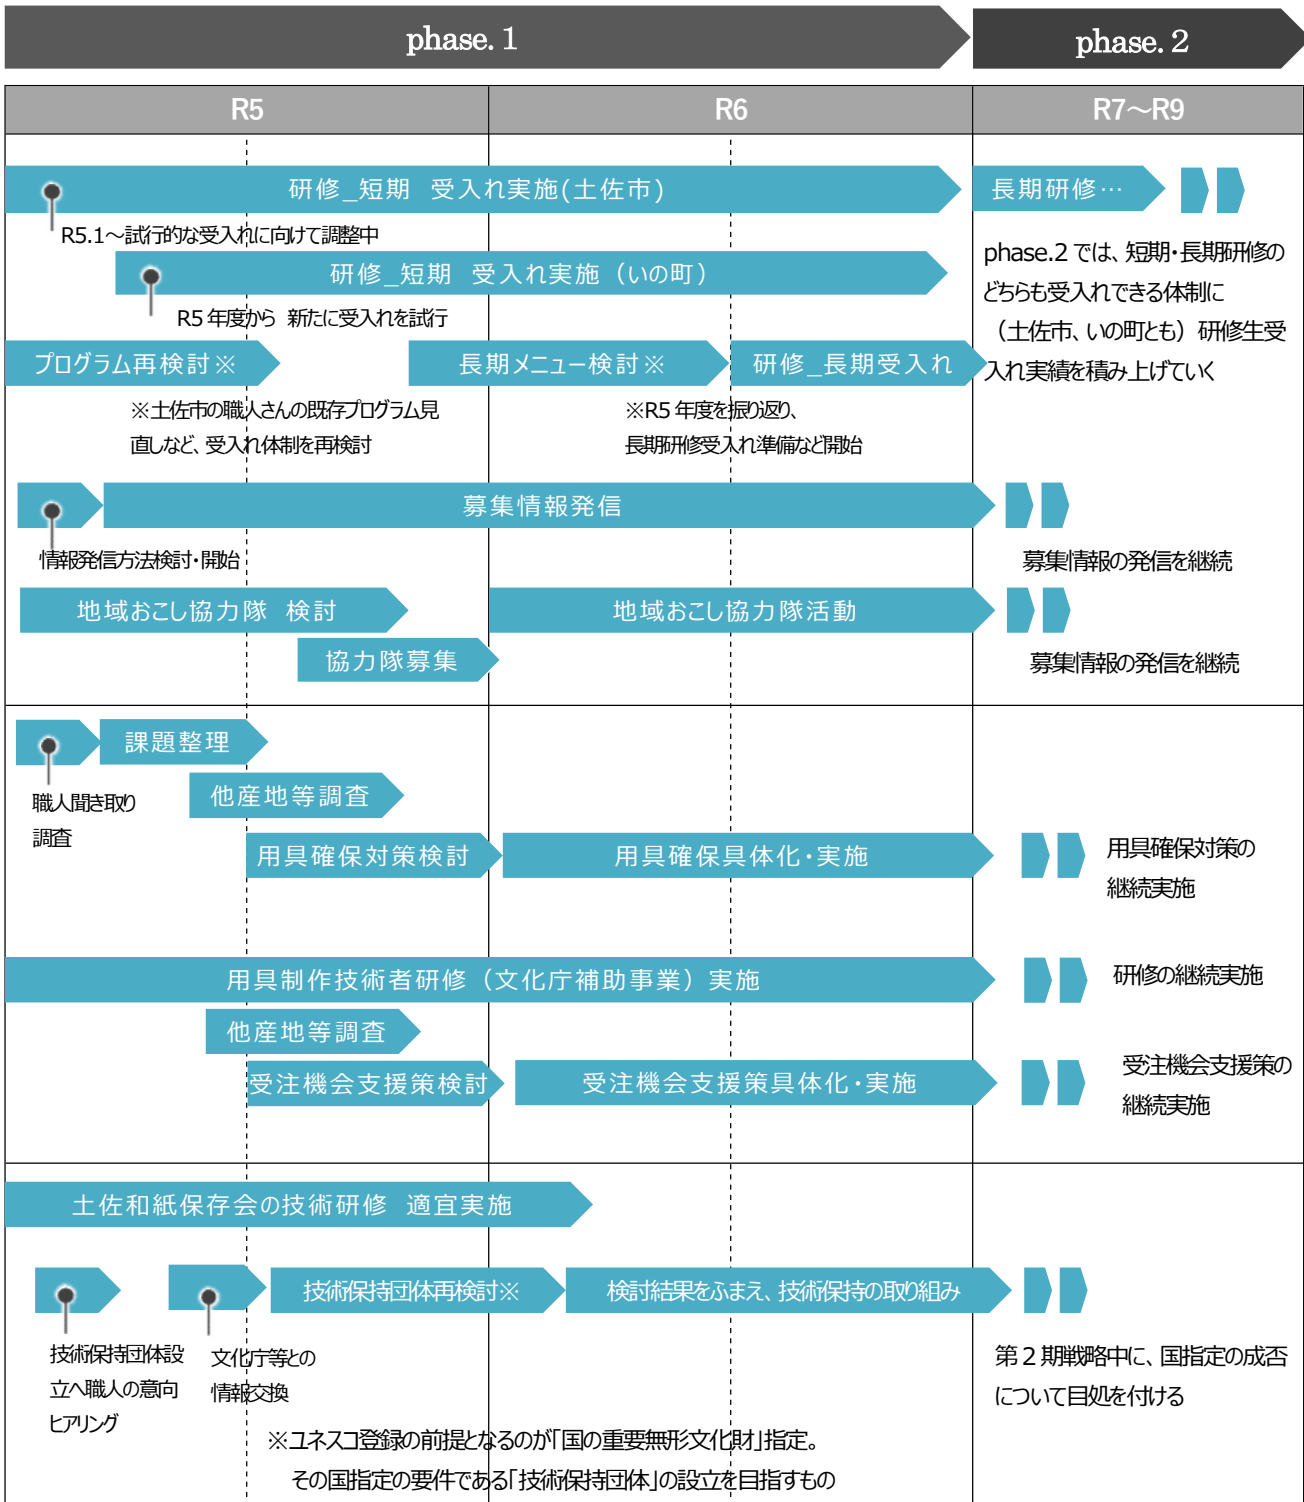 phase. 1
phase. 2
R5
R6
R7～R9
研修_短期　受入れ実施(土佐市)
長期研修…
R5.1～試行的な受入れに向けて調整中
研修_短期　受入れ実施（いの町）
R5 年度から　新たに受入れを試行
phase.2 では、短期・長期研修の
どちらも受入れできる体制に
（土佐市、いの町とも）研修生受
入れ実績を積み上げていく
プログラム再検討※
長期メニュー検討※
研修_長期受入れ
※土佐市の職人さんの既存プログラム見
直しなど、受入れ体制を再検討
※R5 年度を振り返り、
長期研修受入れ準備など開始
募集情報発信
情報発信方法検討・開始
募集情報の発信を継続
地域おこし協力隊　検討
地域おこし協力隊活動
協力隊募集
募集情報の発信を継続
課題整理
職人聞き取り
調査
他産地等調査
用具確保対策検討
用具確保具体化・実施
用具確保対策の
継続実施
用具制作技術者研修（文化庁補助事業）実施
研修の継続実施
他産地等調査
受注機会支援策検討
受注機会支援策具体化・実施
受注機会支援策の
継続実施
土佐和紙保存会の技術研修　適宜実施
技術保持団体再検討※
検討結果をふまえ、技術保持の取り組み
技術保持団体設
立へ職人の意向
ヒアリング
文化庁等との
情報交換
第 2 期戦略中に、国指定の成否
について目処を付ける
※ユネスコ登録の前提となるのが「国の重要無形文化財」指定。
その国指定の要件である「技術保持団体」の設立を目指すもの